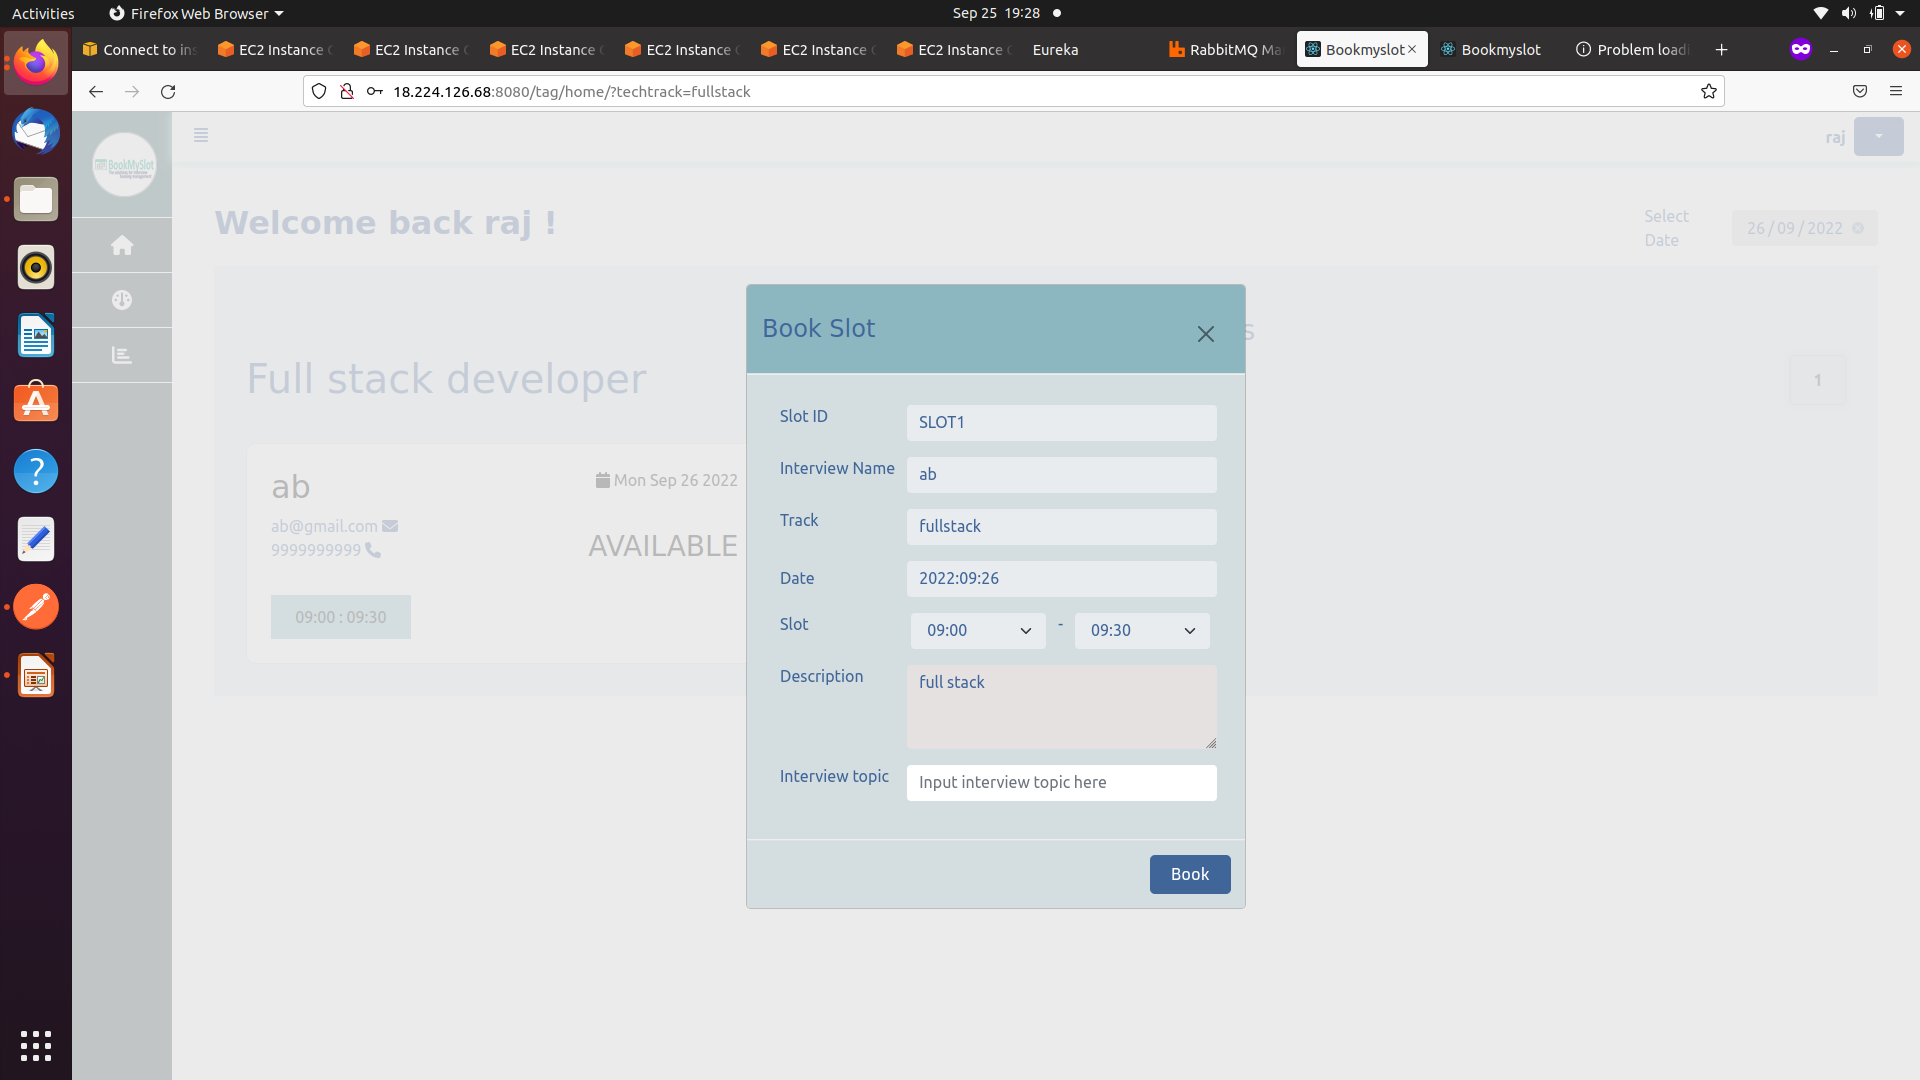 Activities
Firefox Web Browser
Sep 25 19:28
Connect to ins
EC2 Instance C
EC2 Instance C
EC2 Instance C
EC2 Instance C
EC2 Instance C
EC2 Instance C
Eureka
RabbitMQ Ma
Bookmyslot
Bookmyslot
Problem loadi
18.224.126.68:8080/tag/home/?techtrack=fullstack
BookMySlot
raj
Welcome back raj !
Select
Date
26/09/2022
Full stack developer
s
1
ab
Mon Sep 26 2022
ab@gmail.com
9999999999
AVAILABLE
09:00 : 09:30
Book Slot
Slot ID
SLOT1
Interview Name
ab
Track
fullstack
Date
2022:09:26
Slot
09:00 - 09:30
Description
full stack
Interview topic
Input interview topic here
Book